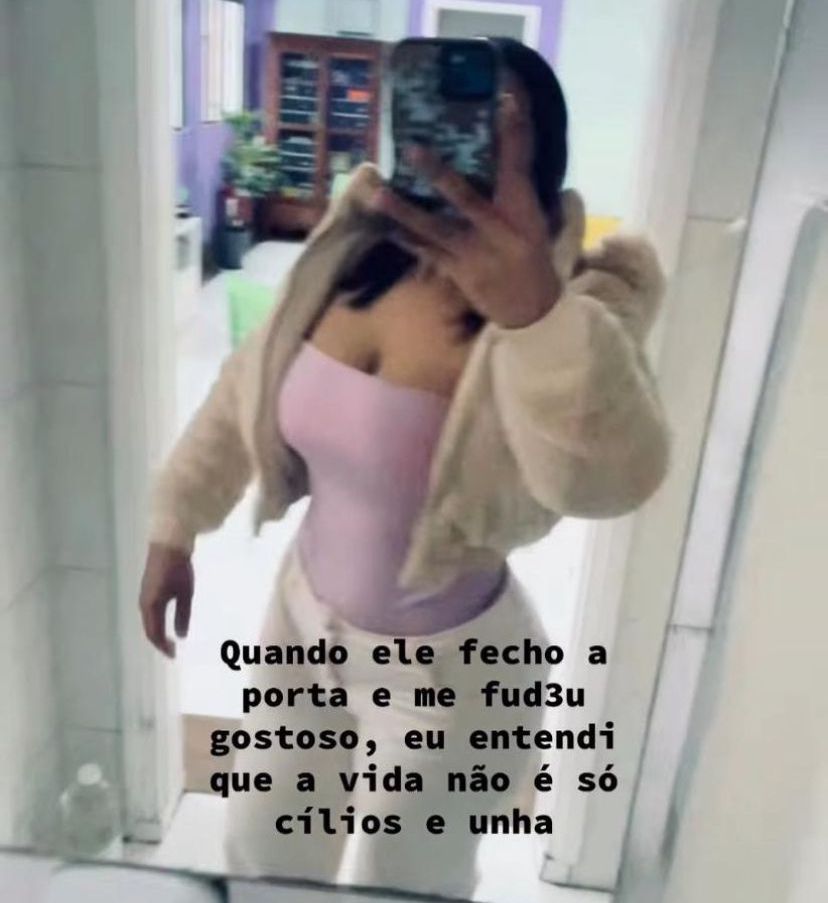 Quando ele fecho a
porta e me fud3u
gostoso, eu entendi
que a vida não é só
cílios e unha